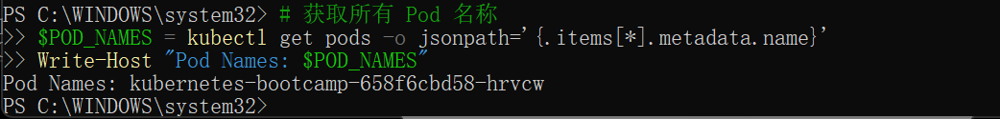 PS C:\WINDOWS\system32> # 获取所有 Pod 名称
>> $POD_NAMES = kubectl get pods -o jsonpath='{.items[*].metadata.name}'
>> Write-Host "Pod Names: $POD_NAMES"
Pod Names: kubernetes-bootcamp-658f6cbd58-hrvcw
PS C:\WINDOWS\system32>